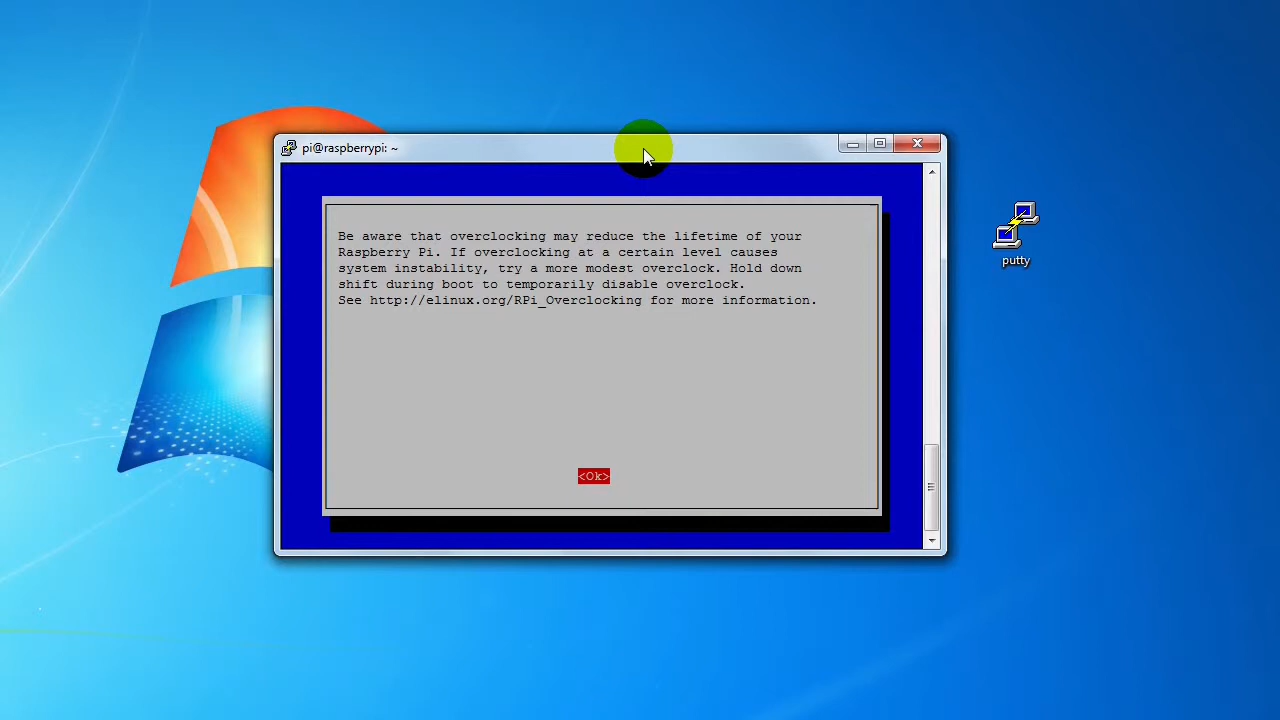 pi@raspberrypi: ~
Be aware that overclocking may reduce the lifetime of your
Raspberry Pi. If overclocking at a certain level causes
system instability, try a more modest overclock. Hold down
shift during boot to temporarily disable overclock.
See http://elinux.org/RPi_Overclocking for more information.
<Ok>
putty